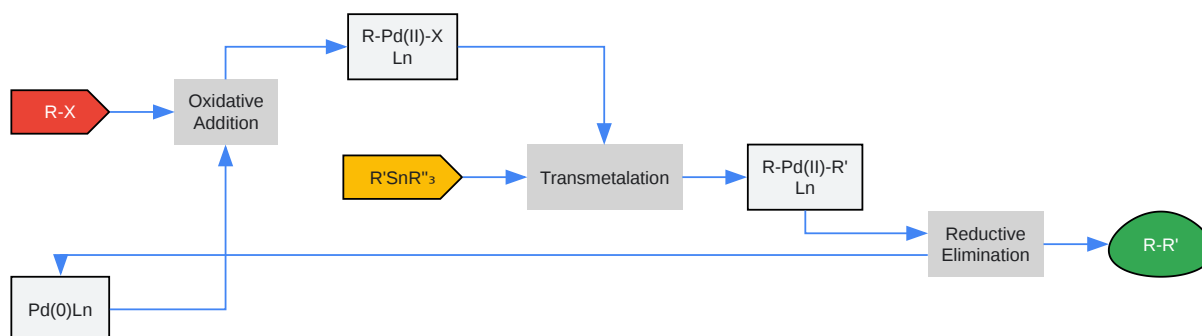 R-Pd(II)-X
Ln
R-X
Oxidative
Addition
R'SnR"₃
Transmetalation
R-Pd(II)-R'
Ln
Reductive
Elimination
R-R'
Pd(0)Ln